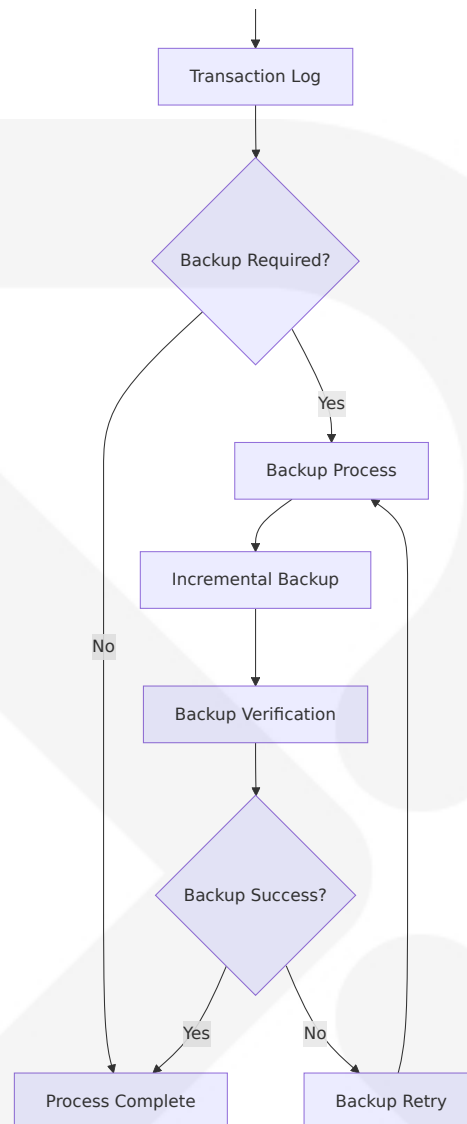 Transaction Log
Backup Required?
Yes
Backup Process
Incremental Backup
No
Backup Verification
Backup Success?
Yes
No
Process Complete
Backup Retry